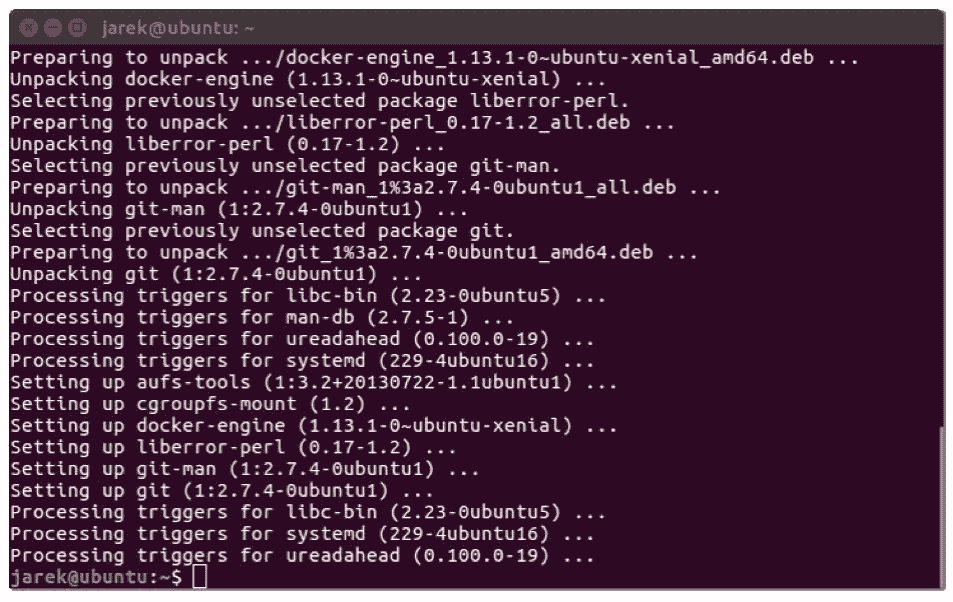 jarek@ubuntu: ~
Preparing to unpack .../docker-engine_1.13.1-0~ubuntu-xenial_amd64.deb ...
Unpacking docker-engine (1.13.1-0~ubuntu-xenial) ...
Selecting previously unselected package liberror-perl.
Preparing to unpack .../liberror-perl_0.17-1.2_all.deb ...
Unpacking liberror-perl (0.17-1.2) ...
Selecting previously unselected package git-man.
Preparing to unpack .../git-man_1%3a2.7.4-0ubuntu1_all.deb ...
Unpacking git-man (1:2.7.4-0ubuntu1) ...
Selecting previously unselected package git.
Preparing to unpack .../git_1%3a2.7.4-0ubuntu1_amd64.deb ...
Unpacking git (1:2.7.4-0ubuntu1) ...
Processing triggers for libc-bin (2.23-0ubuntu5) ...
Processing triggers for man-db (2.7.5-1) ...
Processing triggers for ureadahead (0.100.0-19) ...
Processing triggers for systemd (229-4ubuntu16) ...
Setting up aufs-tools (1:3.2+20130722-1.1ubuntu1) ...
Setting up cgroupfs-mount (1.2) ...
Setting up docker-engine (1.13.1-0~ubuntu-xenial) ...
Setting up liberror-perl (0.17-1.2) ...
Setting up git-man (1:2.7.4-0ubuntu1) ...
Setting up git (1:2.7.4-0ubuntu1) ...
Processing triggers for libc-bin (2.23-0ubuntu5) ...
Processing triggers for systemd (229-4ubuntu16) ...
Processing triggers for ureadahead (0.100.0-19) ...
jarek@ubuntu:~$